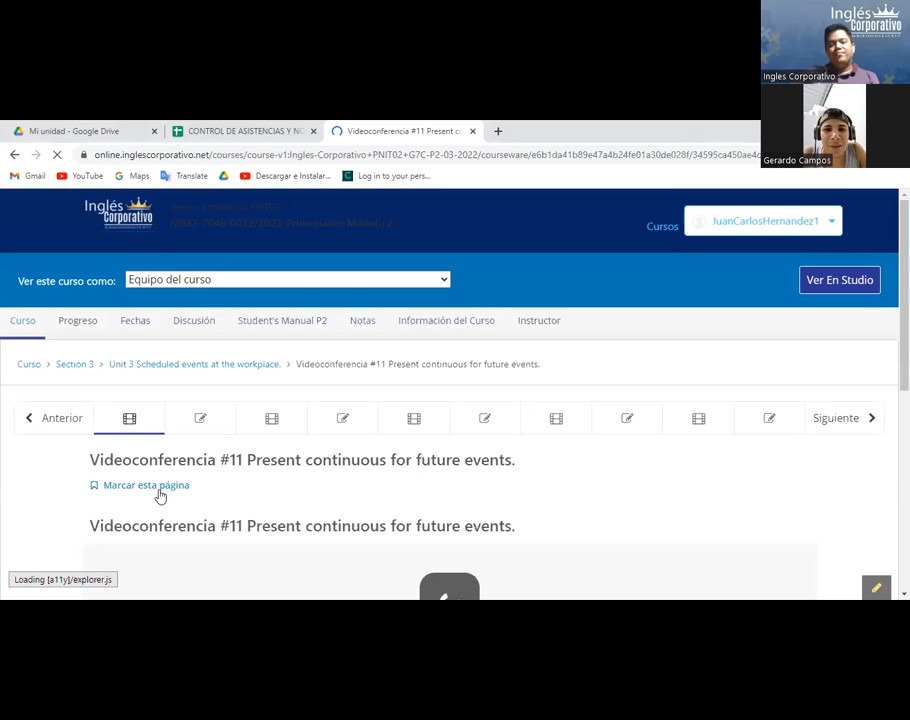 Inglés
Corporativo
Ingles Corporativo
Gerardo Campos
Mi unidad - Google Drive
CONTROL DE ASISTENCIAS Y NO
Videoconferencia #11 Present co
online.inglescorporativo.net/courses/course-v1:Ingles-Corporativo+PNIT02+G7C-P2-03-2022/courseware/e6b1da41b89e47a4b24fe01a30de028f/34595ca450ae4c
Gmail YouTube Maps Translate Descargar e Instalar... Log in to your pers...
Inglés
Corporativo
Cursos JuanCarlosHernandez1
Ver este curso como: Equipo del curso Ver En Studio
Curso Progreso Fechas Discusión Student's Manual P2 Notas Información del Curso Instructor
Curso > Section 3 > Unit 3 Scheduled events at the workplace. > Videoconferencia #11 Present continuous for future events.
Anterior Siguiente
Videoconferencia #11 Present continuous for future events.
Marcar esta página
Videoconferencia #11 Present continuous for future events.
Loading [a11y]/explorer.js